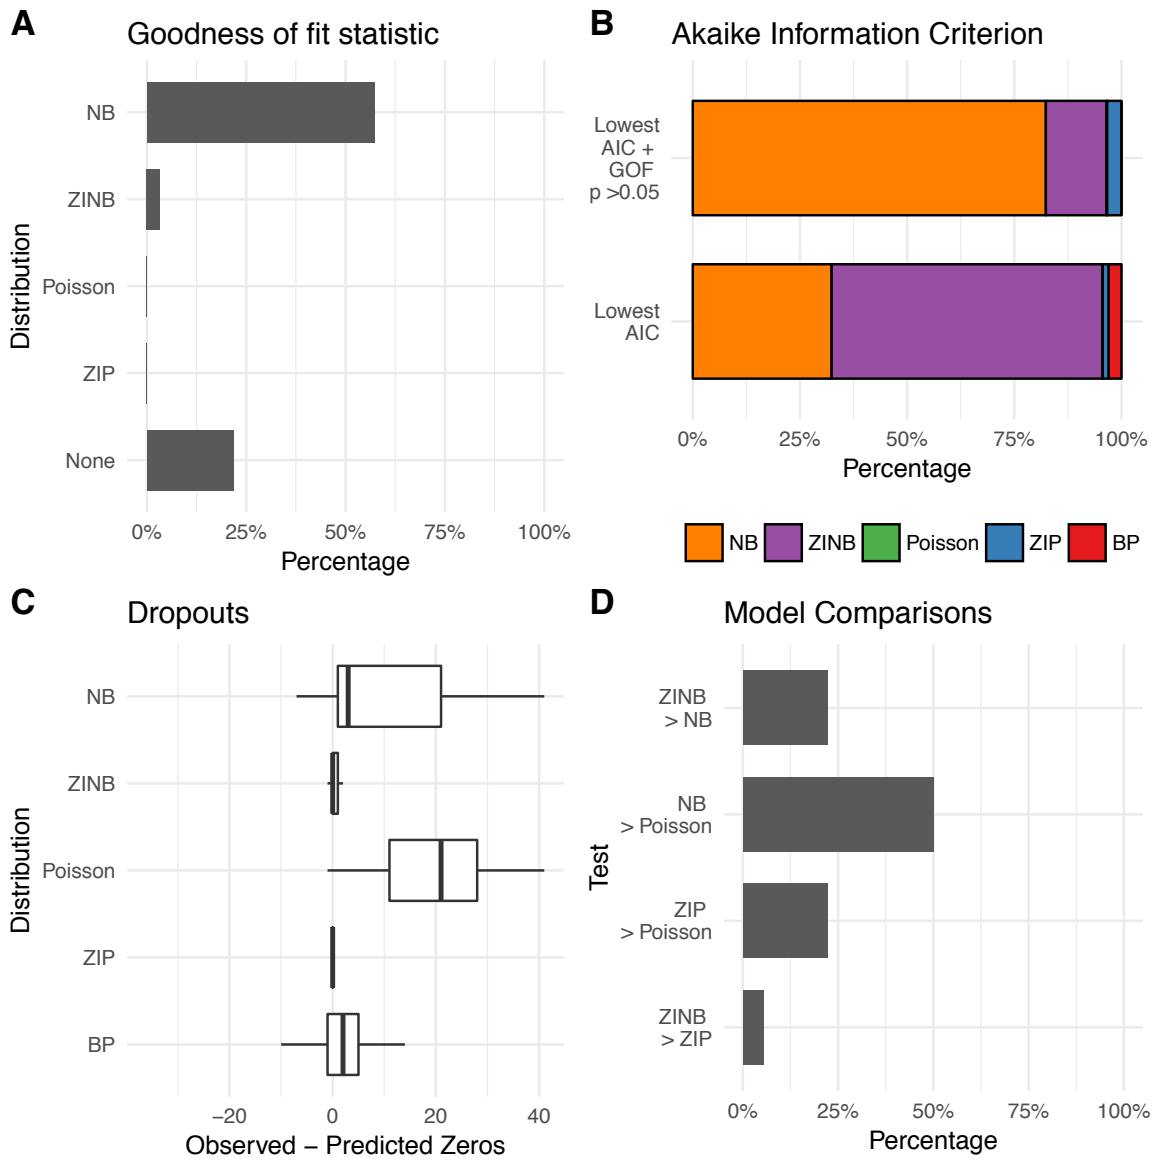 A
Goodness of fit statistic
Distribution
NB
ZINB
Poisson
ZIP
None
0% 25% 50% 75% 100%
Percentage
B
Akaike Information Criterion
Lowest
AIC +
GOF
p >0.05
Lowest
AIC
0% 25% 50% 75% 100%
Percentage
NB ZINB Poisson ZIP BP
C
Dropouts
Distribution
NB
ZINB
Poisson
ZIP
BP
−20 0 20 40
Observed − Predicted Zeros
D
Model Comparisons
Test
ZINB
> NB
NB
> Poisson
ZIP
> Poisson
ZINB
> ZIP
0% 25% 50% 75% 100%
Percentage